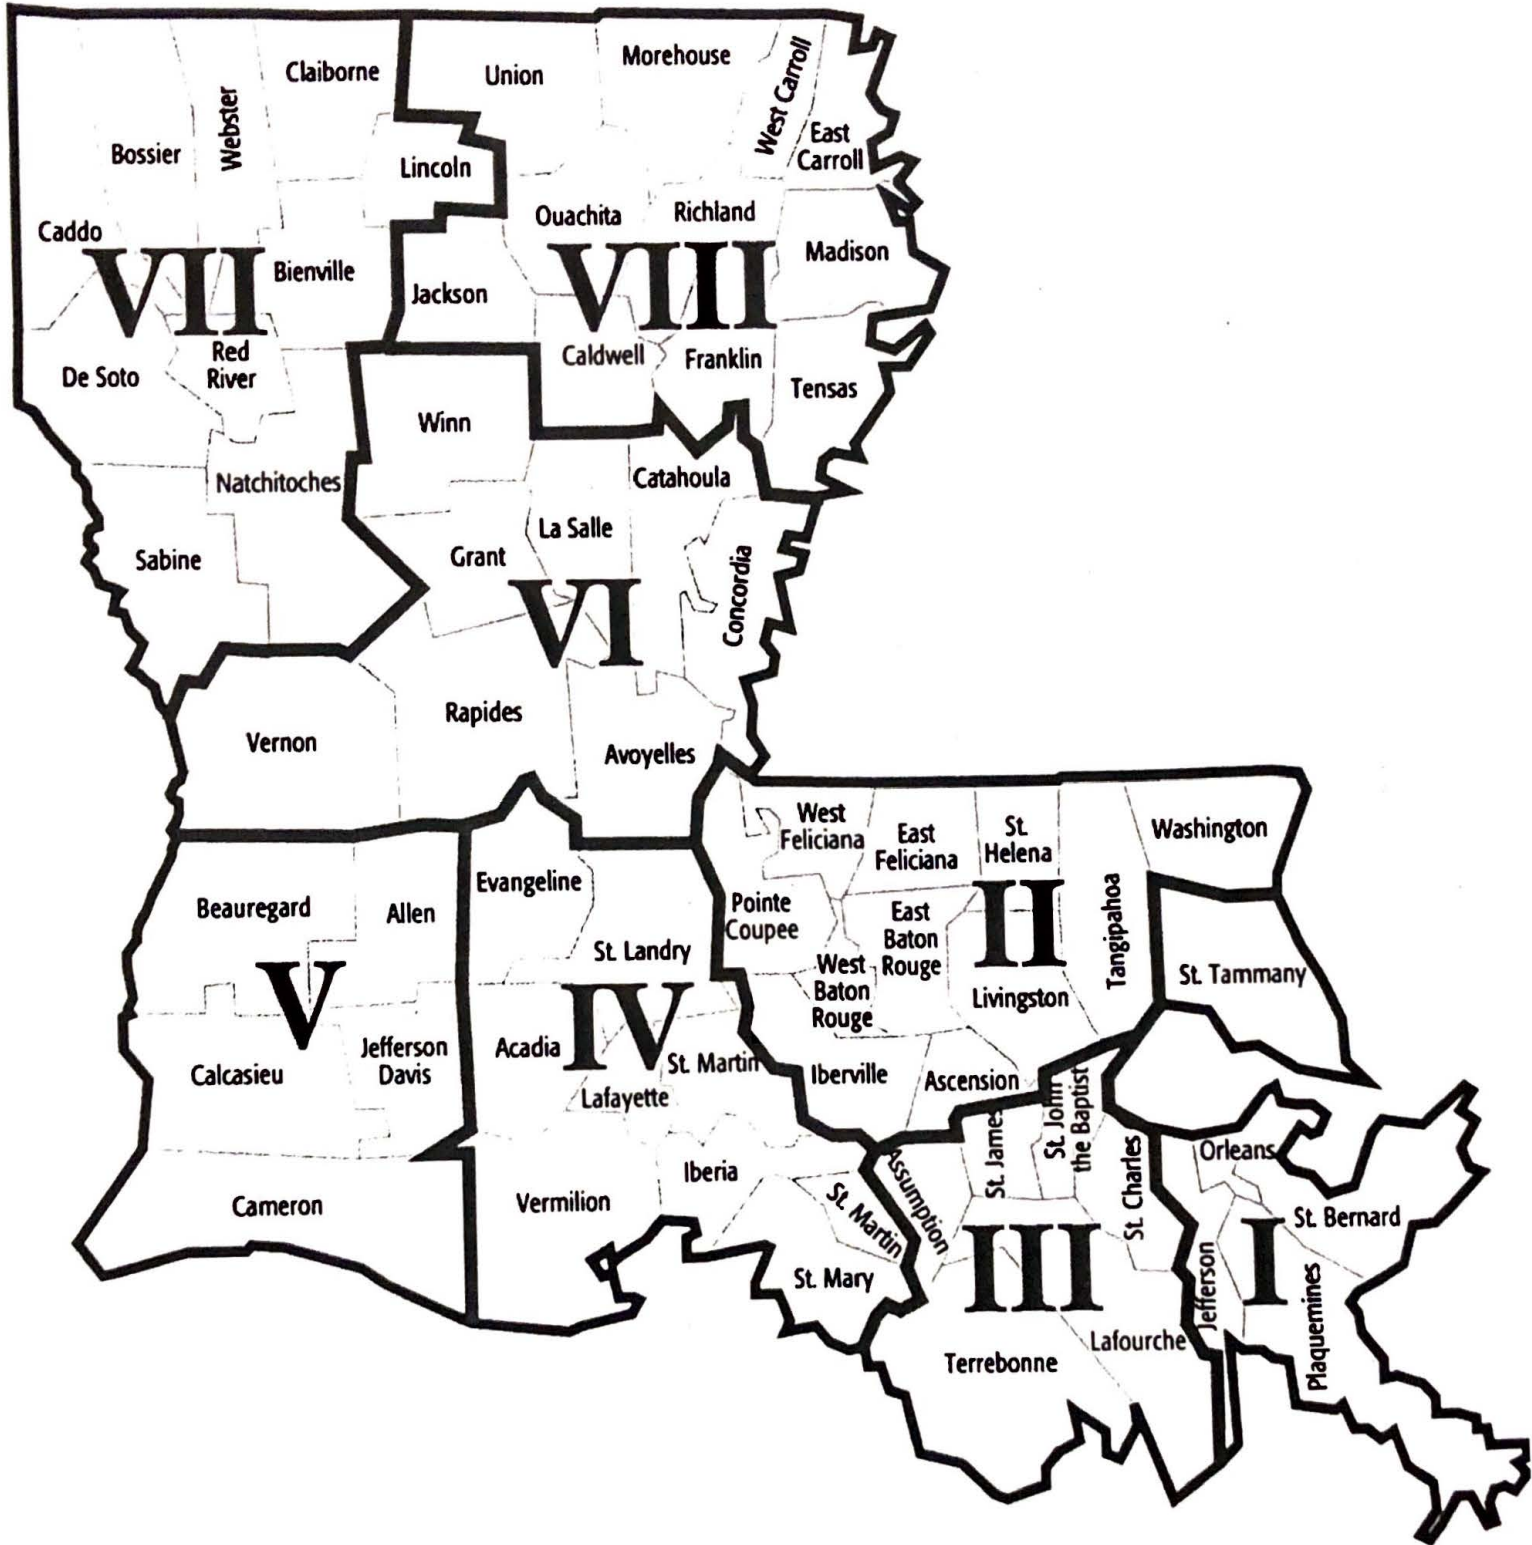 Claiborne
Union
Morehouse
West Carroll
East
Carroll
Webster
Bossier
Lincoln
Caddo
Ouachita
Richland
Madison
VII
Bienville
Jackson
VIII
De Soto
Red
River
Caldwell
Franklin
Tensas
Winn
Natchitoches
Catahoula
Sabine
Grant
La Salle
Concordia
VI
Vernon
Rapides
Avoyelles
West
Feliciana
East
Feliciana
St.
Helena
Washington
Beauregard
Allen
Evangeline
Pointe
Coupee
East
Baton
Rouge
II
Tangipahoa
St. Landry
West
Baton
Rouge
Livingston
St. Tammany
V
IV
Calcasieu
Jefferson
Davis
Acadia
Lafayette
St. Martin
Iberville
Ascension
St. James
St. John
the Baptist
St. Charles
Orleans
Cameron
Vermilion
Iberia
St. Martin
Assumption
St. Mary
III
Jefferson
I
St. Bernard
Plaquemines
Terrebonne
Lafourche